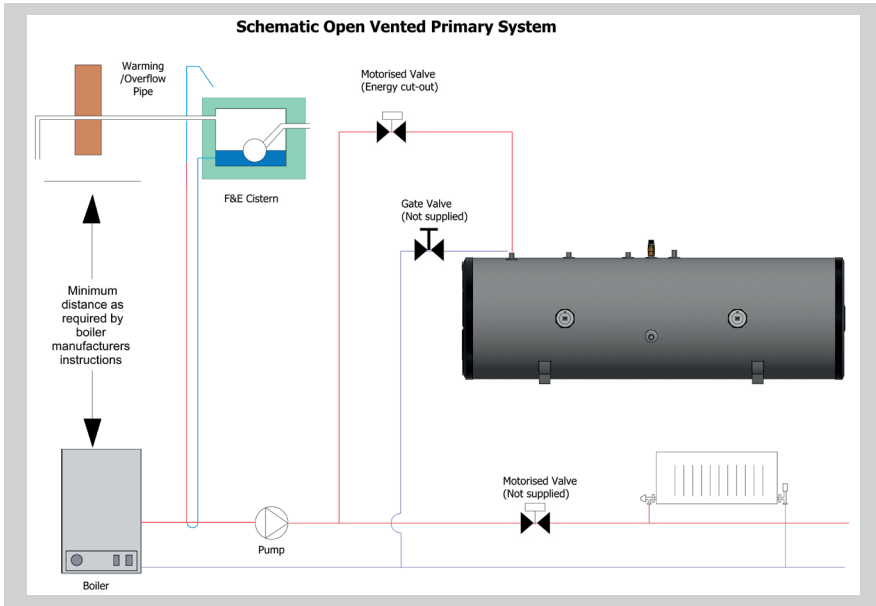 Schematic Open Vented Primary System
Warming
/Overflow
Pipe
Motorised Valve
(Energy cut-out)
F&E Cistern
Gate Valve
(Not supplied)
Minimum
distance as
required by
boiler
manufacturers
instructions
Motorised Valve
(Not supplied)
Pump
Boiler